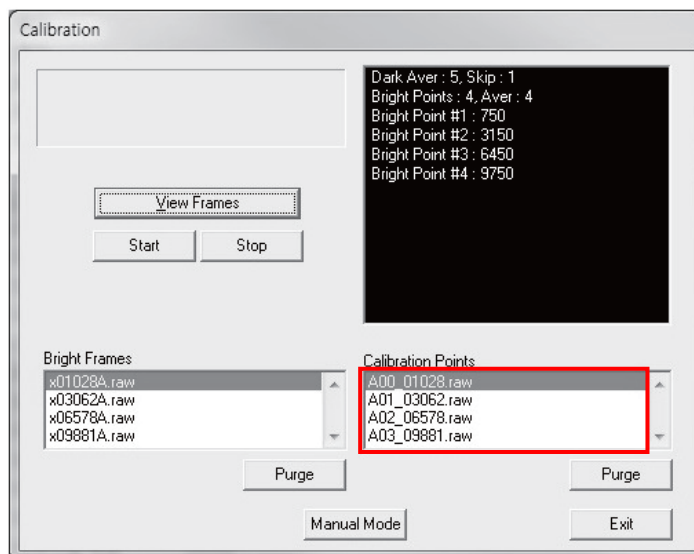 Calibration
Dark Aver : 5, Skip : 1
Bright Points : 4, Aver : 4
Bright Point #1 : 750
Bright Point #2 : 3150
Bright Point #3 : 6450
Bright Point #4 : 9750
View Frames
Start
Stop
Bright Frames
x01028A.raw
x03062A.raw
x06578A.raw
x09881A.raw
Purge
Calibration Points
A00_01028.raw
A01_03062.raw
A02_06578.raw
A03_09881.raw
Purge
Manual Mode
Exit